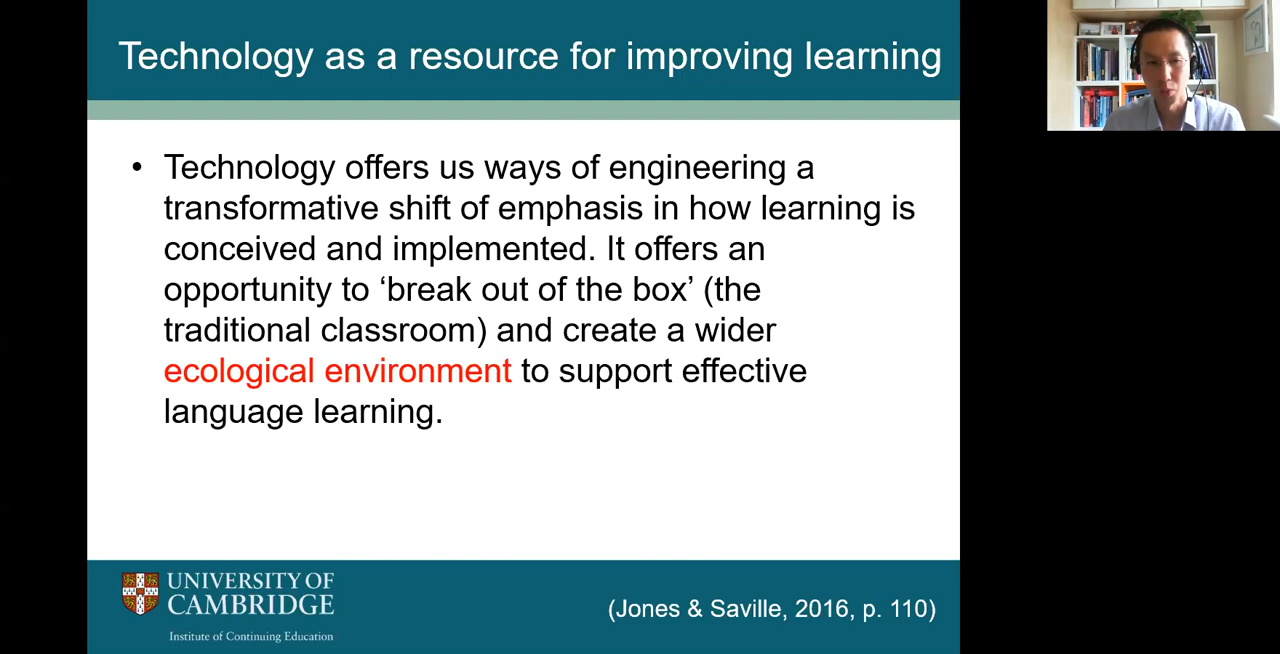 Technology as a resource for improving learning
• Technology offers us ways of engineering a
transformative shift of emphasis in how learning is
conceived and implemented. It offers an
opportunity to ‘break out of the box’ (the
traditional classroom) and create a wider
ecological environment to support effective
language learning.
UNIVERSITY OF
CAMBRIDGE
Institute of Continuing Education
(Jones & Saville, 2016, p. 110)